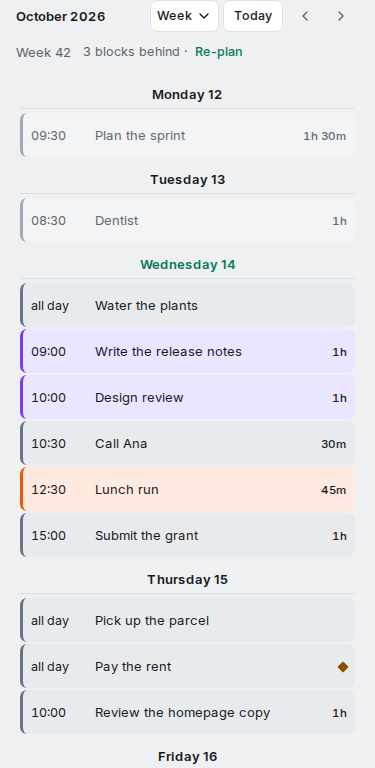 October 2026 Week Today
Week 42 3 blocks behind · Re-plan
Monday 12
09:30 Plan the sprint 1h 30m
Tuesday 13
08:30 Dentist 1h
Wednesday 14
all day Water the plants
09:00 Write the release notes 1h
10:00 Design review 1h
10:30 Call Ana 30m
12:30 Lunch run 45m
15:00 Submit the grant 1h
Thursday 15
all day Pick up the parcel
all day Pay the rent
10:00 Review the homepage copy 1h
Friday 16